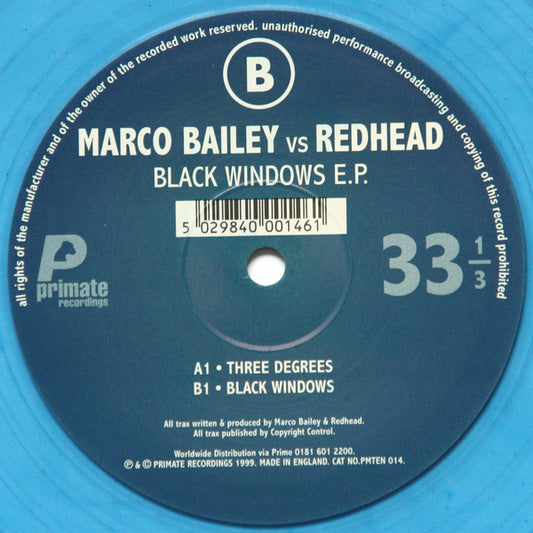 all rights of the manufacturer and of the owner of the recorded work reserved. unauthorised performance broadcasting and copying of this record prohibited
B
MARCO BAILEY VS REDHEAD
BLACK WINDOWS E.P.
5 029840 001461
primate
recordings
33 1/3
A1 • THREE DEGREES
B1 • BLACK WINDOWS
All trax written & produced by Marco Bailey & Redhead.
All trax published by Copyright Control.
Worldwide Distribution via Prime 0181 601 2200.
℗ & © PRIMATE RECORDINGS 1999. MADE IN ENGLAND. CAT NO.PMTEN 014.